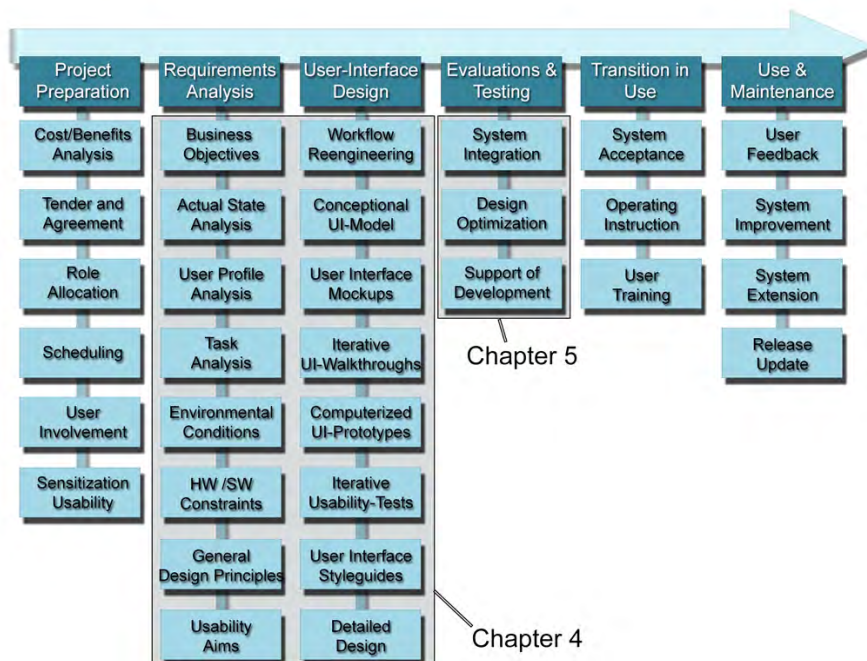 Project
Preparation
Cost/Benefits
Analysis
Tender and
Agreement
Role
Allocation
Scheduling
User
Involvement
Sensitization
Usability
Requirements
Analysis
Business
Objectives
Actual State
Analysis
User Profile
Analysis
Task
Analysis
Environmental
Conditions
HW /SW
Constraints
General
Design Principles
Usability
Aims
User-Interface
Design
Workflow
Reengineering
Conceptional
UI-Model
User Interface
Mockups
Iterative
UI-Walkthroughs
Computerized
UI-Prototypes
Iterative
Usability-Tests
User Interface
Styleguides
Detailed
Design
Chapter 4
Evaluations &
Testing
System
Integration
Design
Optimization
Support of
Development
Chapter 5
Transition in
Use
System
Acceptance
Operating
Instruction
User
Training
Use &
Maintenance
User
Feedback
System
Improvement
System
Extension
Release
Update